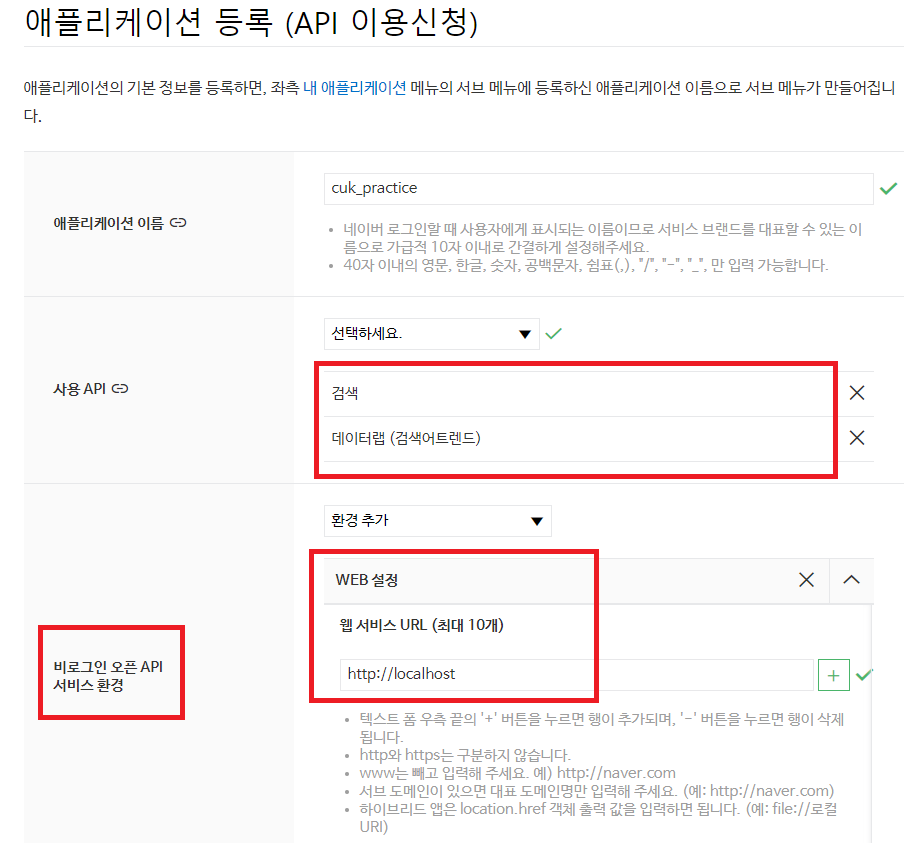 애플리케이션 등록 (API 이용신청)
애플리케이션의 기본 정보를 등록하면, 좌측 내 애플리케이션 메뉴의 서브 메뉴에 등록하신 애플리케이션 이름으로 서브 메뉴가 만들어집니
다.
애플리케이션 이름
cuk_practice
• 네이버 로그인할 때 사용자에게 표시되는 이름이므로 서비스 브랜드를 대표할 수 있는 이
름으로 가급적 10자 이내로 간결하게 설정해주세요.
• 40자 이내의 영문, 한글, 숫자, 공백문자, 쉼표(,), "/", "-", "_", 만 입력 가능합니다.
사용 API
선택하세요.
검색
데이터랩 (검색어트렌드)
비로그인 오픈 API
서비스 환경
환경 추가
WEB 설정
웹 서비스 URL (최대 10개)
http://localhost
• 텍스트 폼 우측 끝의 '+' 버튼을 누르면 행이 추가되며, '-' 버튼을 누르면 행이 삭제
됩니다.
• http와 https는 구분하지 않습니다.
• www는 빼고 입력해 주세요. 예) http://naver.com
• 서브 도메인이 있으면 대표 도메인명만 입력해 주세요. (예: http://naver.com)
• 하이브리드 앱은 location.href 객체 출력 값을 입력하면 됩니다. (예: file://로컬
URI)